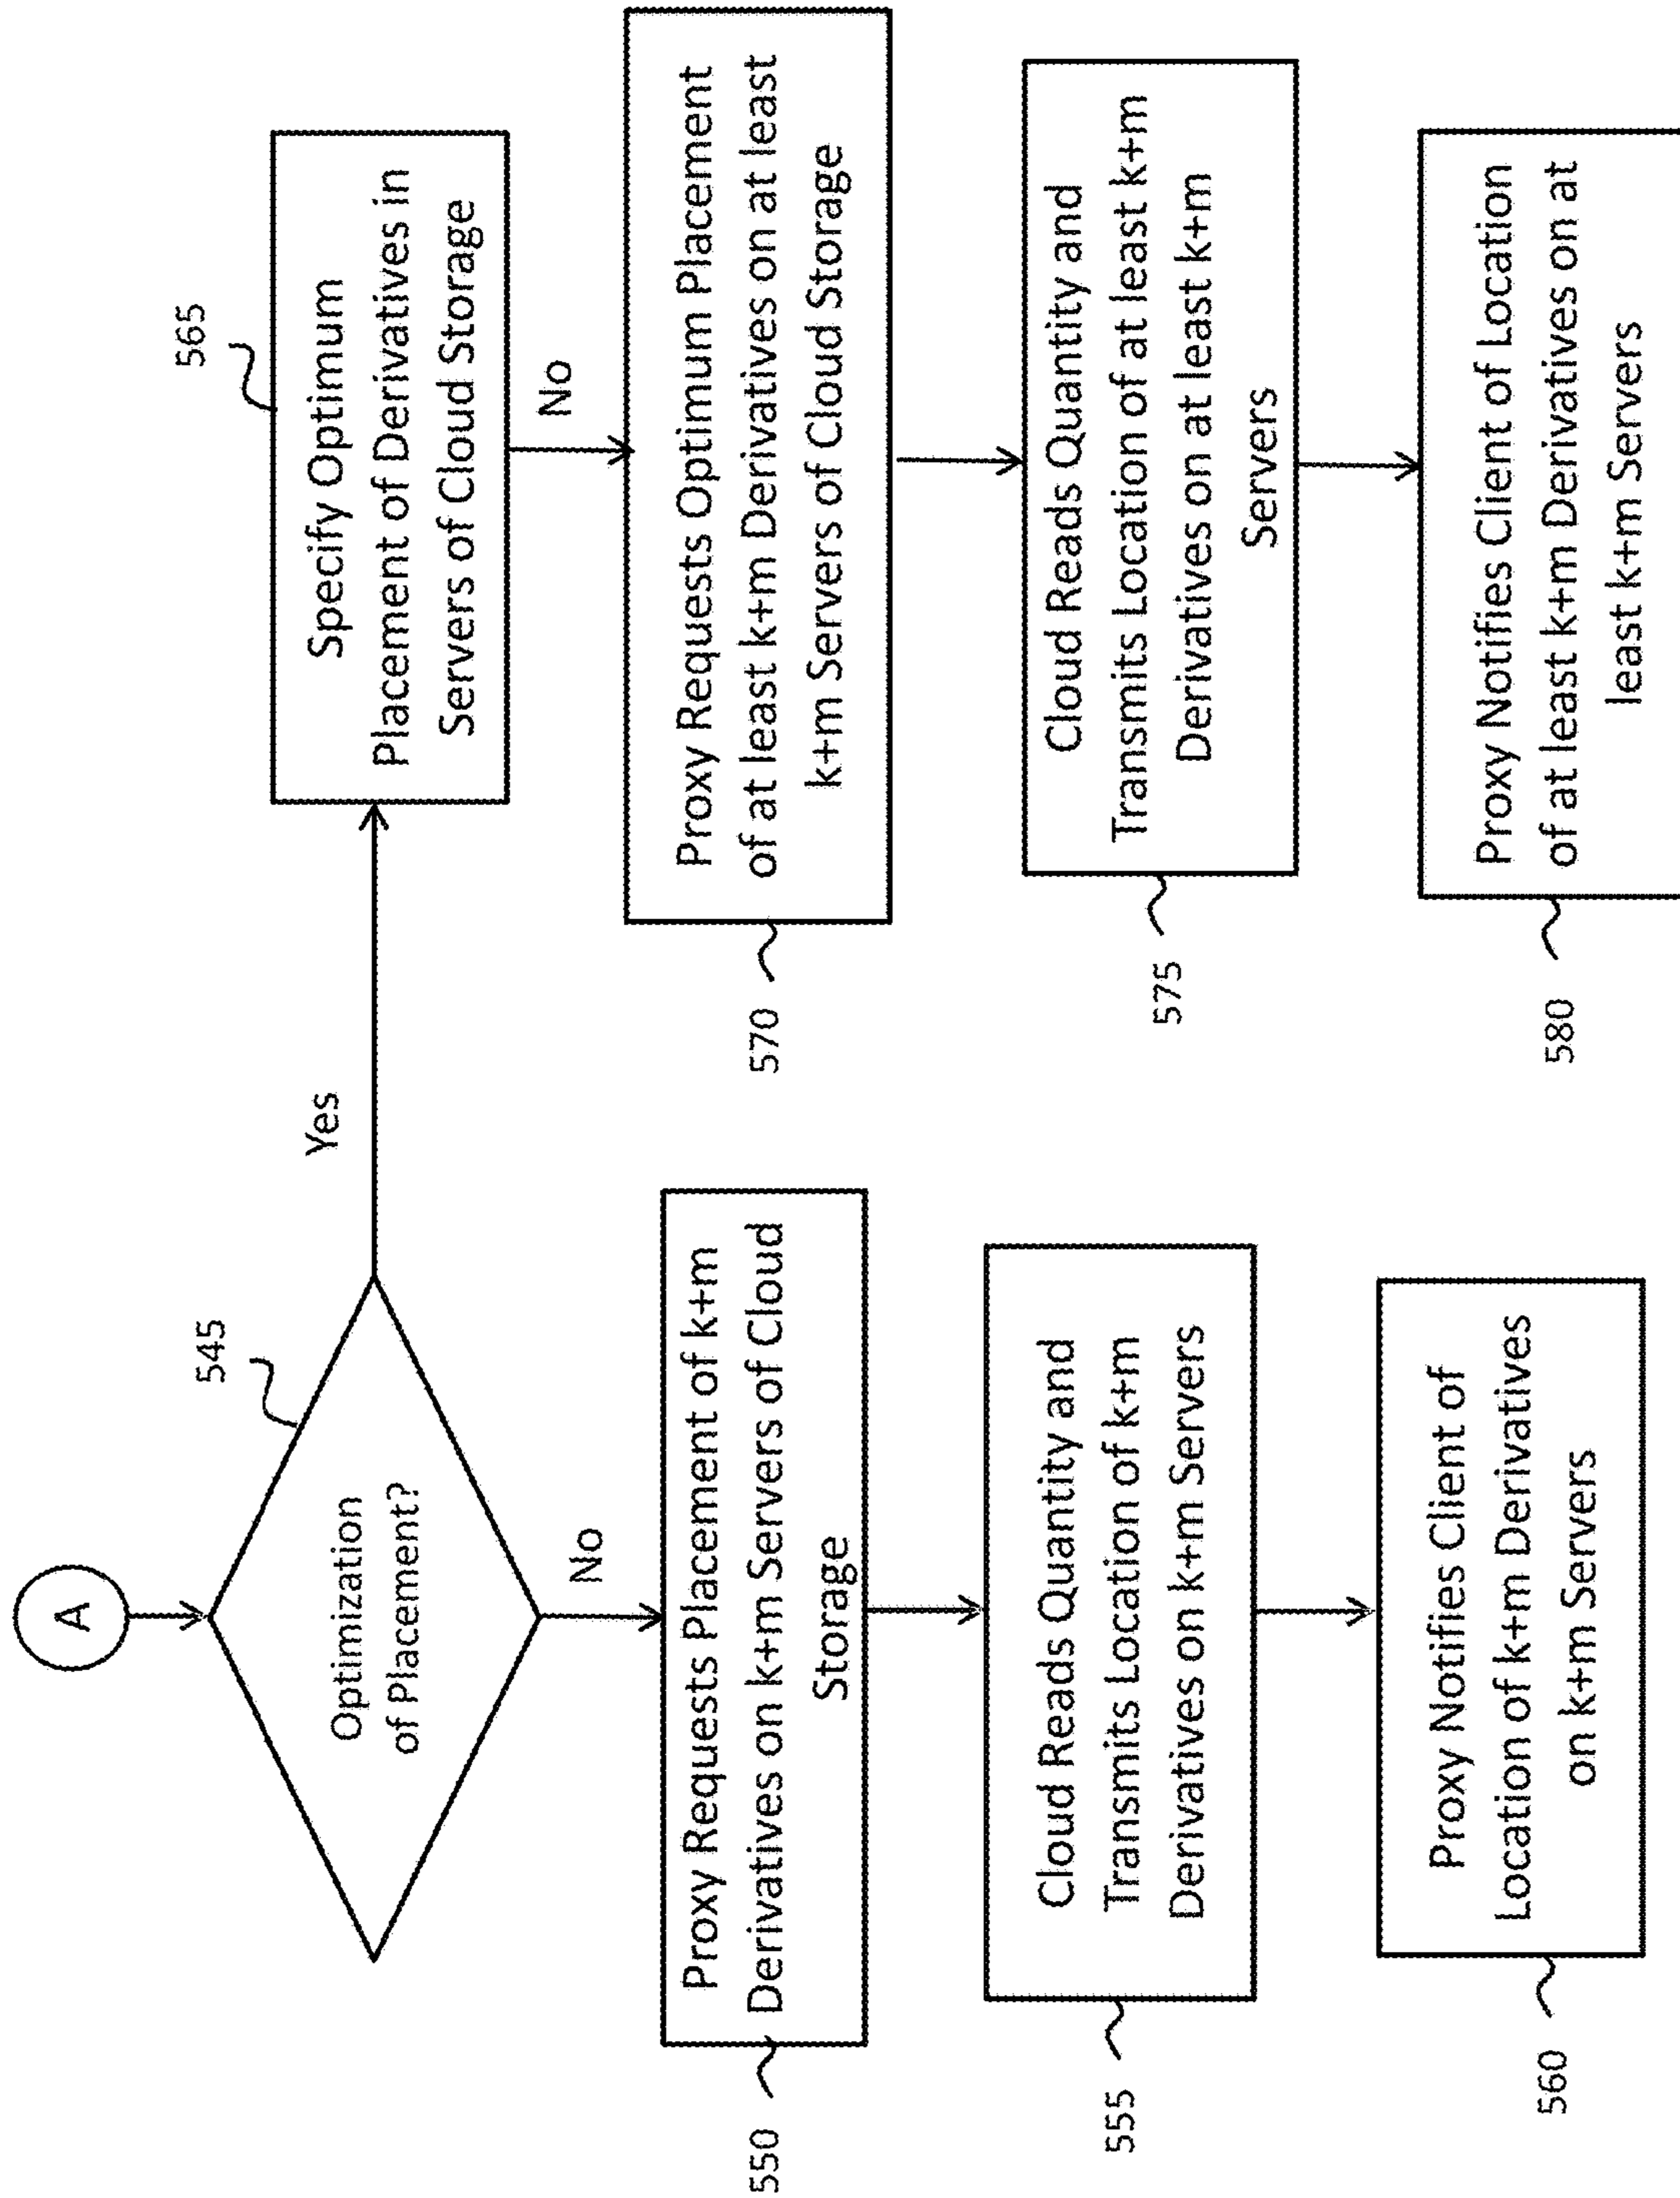 A
545
Optimization
of Placement?
Yes
No
550
Proxy Requests Placement of k+m
Derivatives on k+m Servers of Cloud
Storage
555
Cloud Reads Quantity and
Transmits Location of k+m
Derivatives on k+m Servers
560
Proxy Notifies Client of
Location of k+m Derivatives
on k+m Servers
565
Specify Optimum
Placement of Derivatives in
Servers of Cloud Storage
No
570
Proxy Requests Optimum Placement
of at least k+m Derivatives on at least
k+m Servers of Cloud Storage
575
Cloud Reads Quantity and
Transmits Location of at least k+m
Derivatives on at least k+m
Servers
580
Proxy Notifies Client of Location
of at least k+m Derivatives on at
least k+m Servers